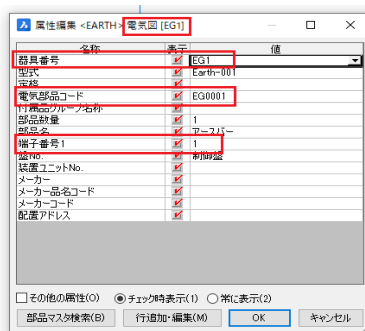 属性編集 <EARTH> 電気図 [EG1]
名称 表示 値
器具番号 EG1
型式 Earth-001
定格
電気部品コード EG0001
付属品グループ名称
部品数量 1
部品名 アースバー
端子番号1 1
盤No. 制御盤
装置ユニットNo.
メーカー
メーカー品名コード
メーカーコード
配置アドレス
その他の属性(O) チェック時表示(1) 常に表示(2)
部品マスタ検索(B) 行追加・編集(M) OK キャンセル